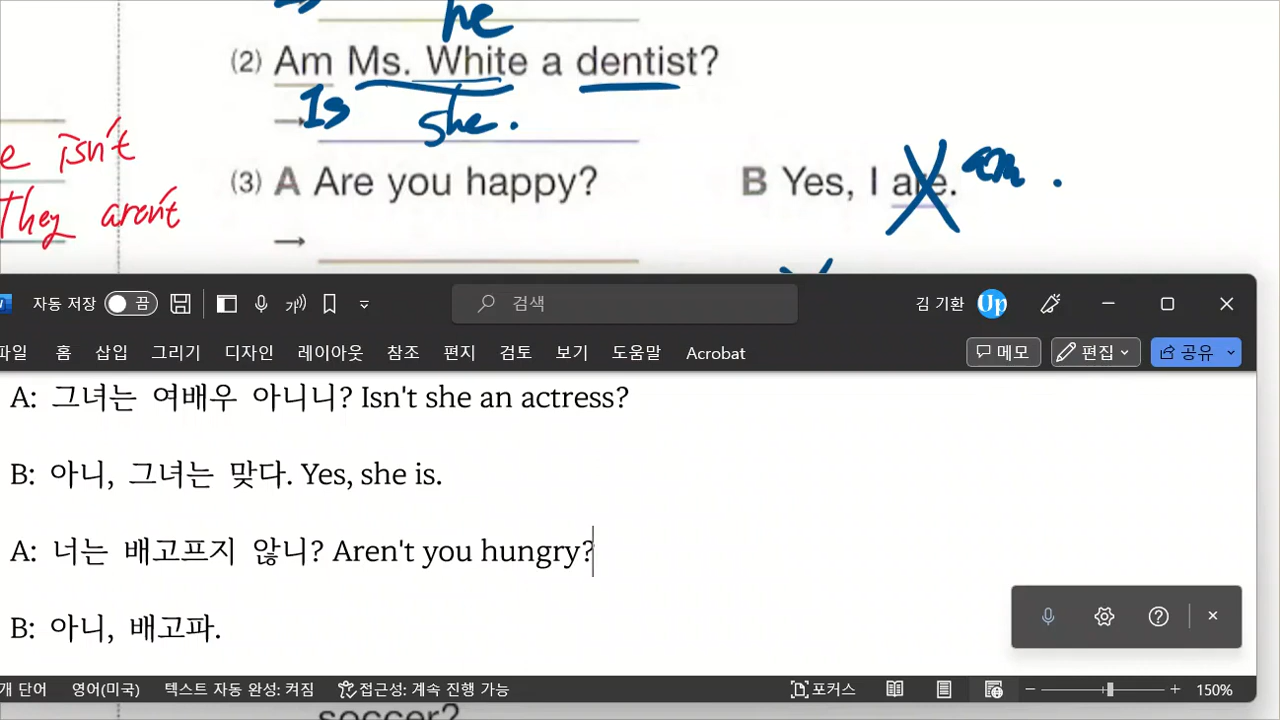 he
(2) Am Ms. White a dentist?
→ Is she.
e isn't
They aren't
(3) A Are you happy? B Yes, I are. am .
→
자동 저장 끔 검색 김 기환 Up
파일 홈 삽입 그리기 디자인 레이아웃 참조 편지 검토 보기 도움말 Acrobat 메모 편집 공유
A: 그녀는 여배우 아니니? Isn't she an actress?
B: 아니, 그녀는 맞다. Yes, she is.
A: 너는 배고프지 않니? Aren't you hungry?
B: 아니, 배고파.
개 단어 영어(미국) 텍스트 자동 완성: 켜짐 접근성: 계속 진행 가능 포커스 150%
soccer?